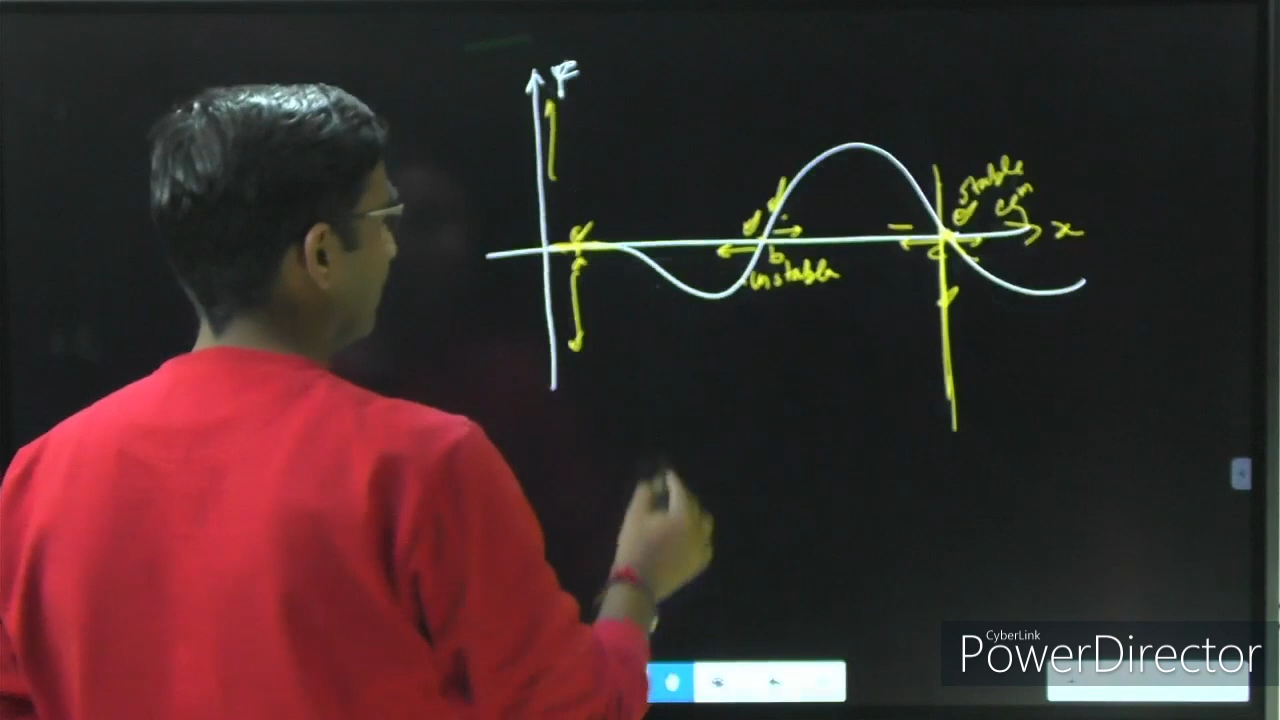 F
stable
eqm
x
b
unstable
c
CyberLink
PowerDirector